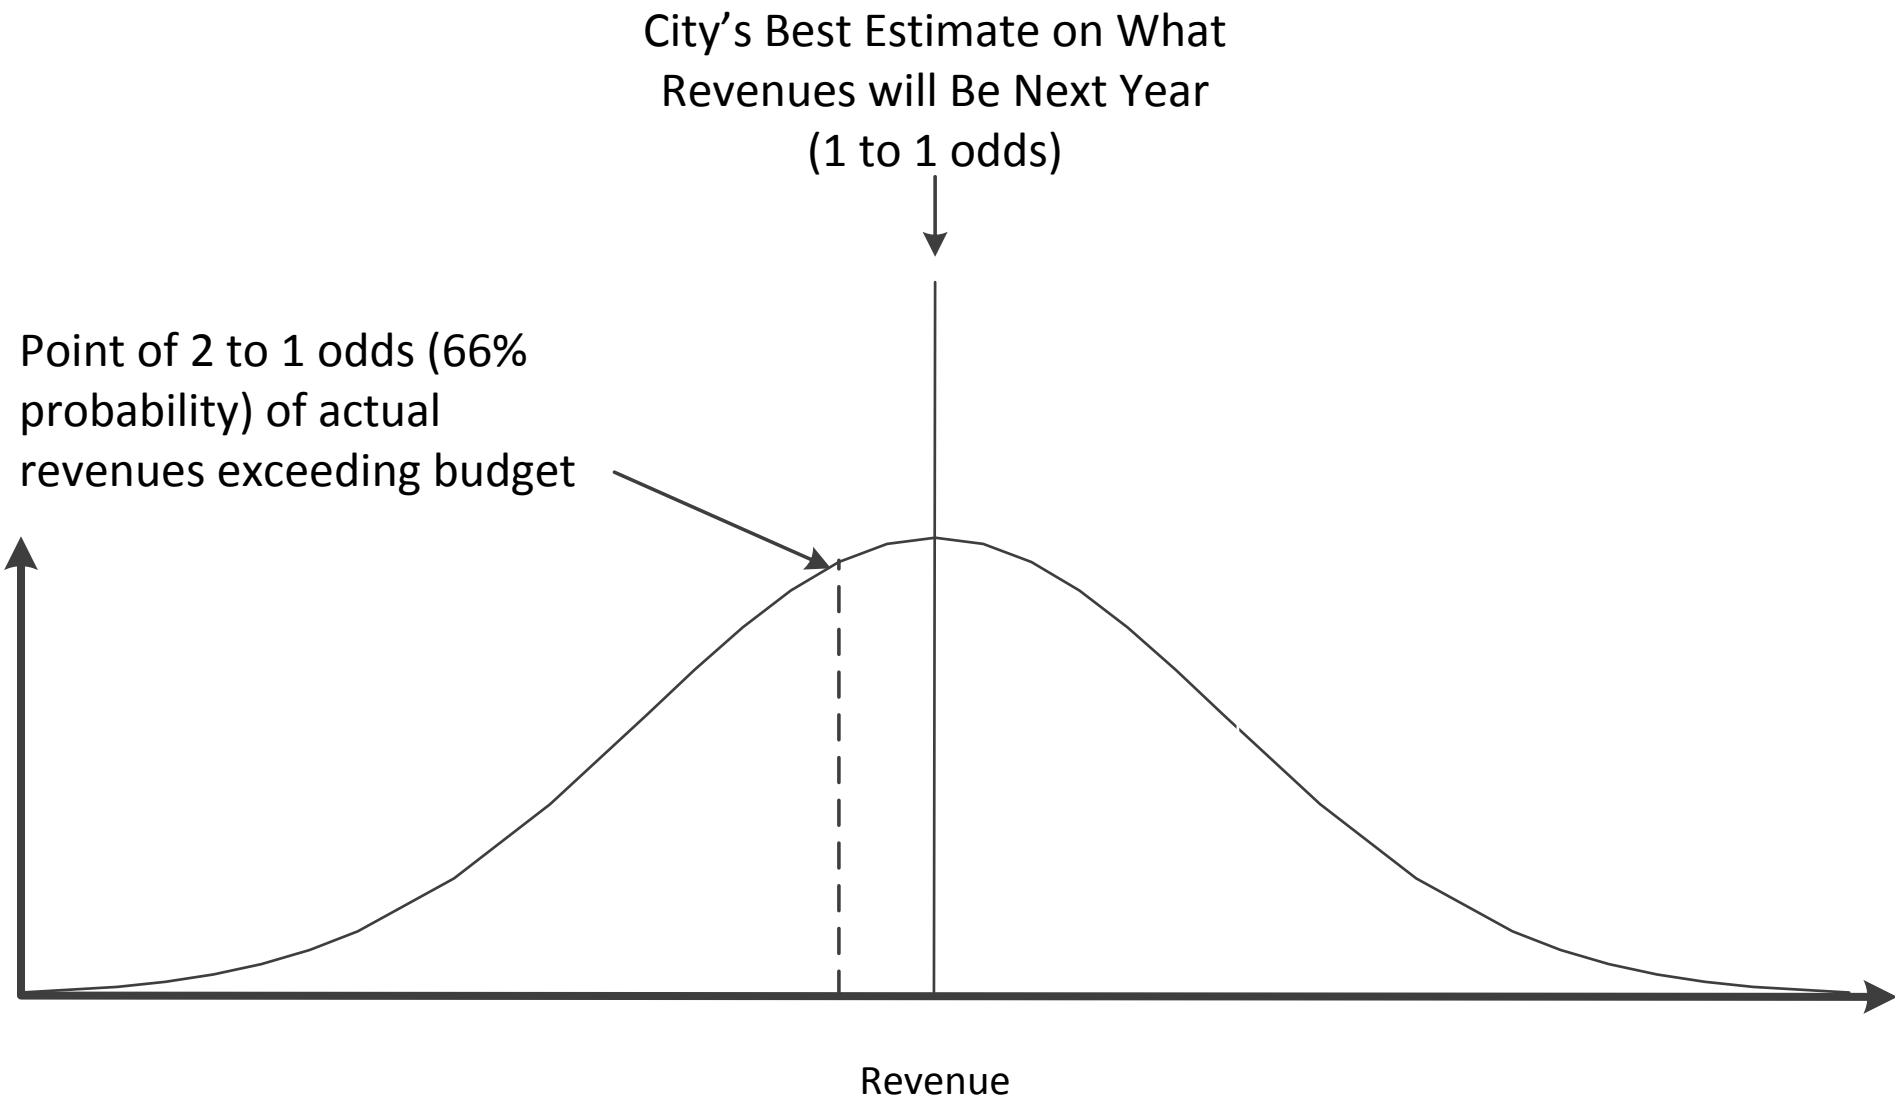 City’s Best Estimate on What
Revenues will Be Next Year
(1 to 1 odds)
Point of 2 to 1 odds (66%
probability) of actual
revenues exceeding budget
Revenue